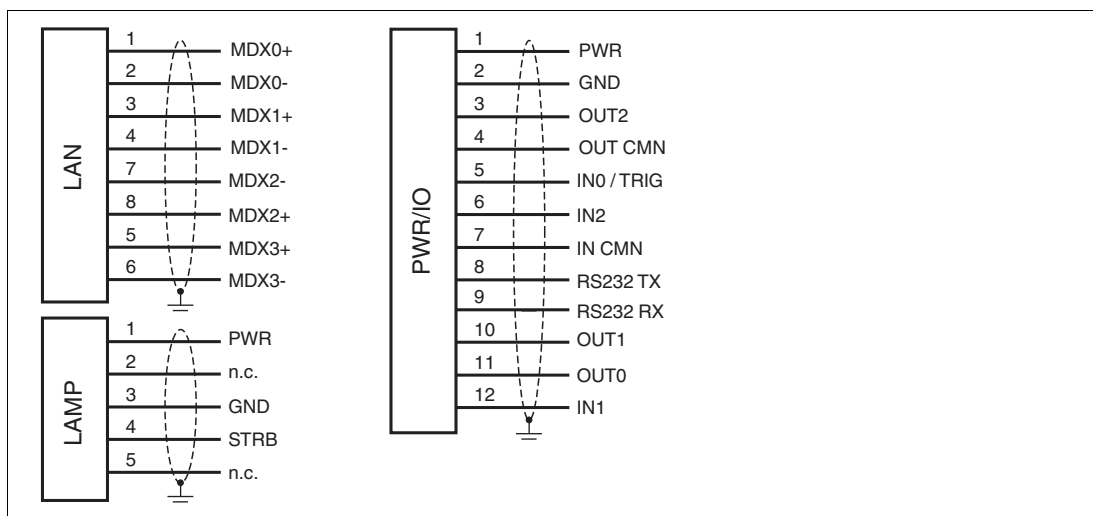 LAN
1 MDX0+
2 MDX0-
3 MDX1+
4 MDX1-
7 MDX2-
8 MDX2+
5 MDX3+
6 MDX3-
LAMP
1 PWR
2 n.c.
3 GND
4 STRB
5 n.c.
PWR/IO
1 PWR
2 GND
3 OUT2
4 OUT CMN
5 IN0 / TRIG
6 IN2
7 IN CMN
8 RS232 TX
9 RS232 RX
10 OUT1
11 OUT0
12 IN1